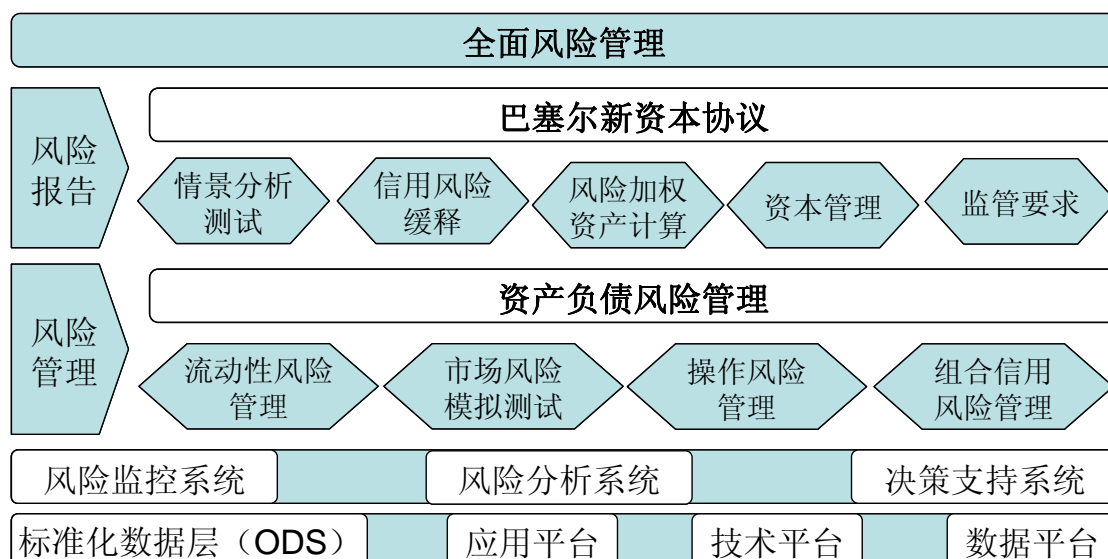 全面风险管理
风险
报告
巴塞尔新资本协议
情景分析
测试
信用风险
缓释
风险加权
资产计算
资本管理
监管要求
风险
管理
资产负债风险管理
流动性风险
管理
市场风险
模拟测试
操作风险
管理
组合信用
风险管理
风险监控系统
风险分析系统
决策支持系统
标准化数据层（ODS）
应用平台
技术平台
数据平台